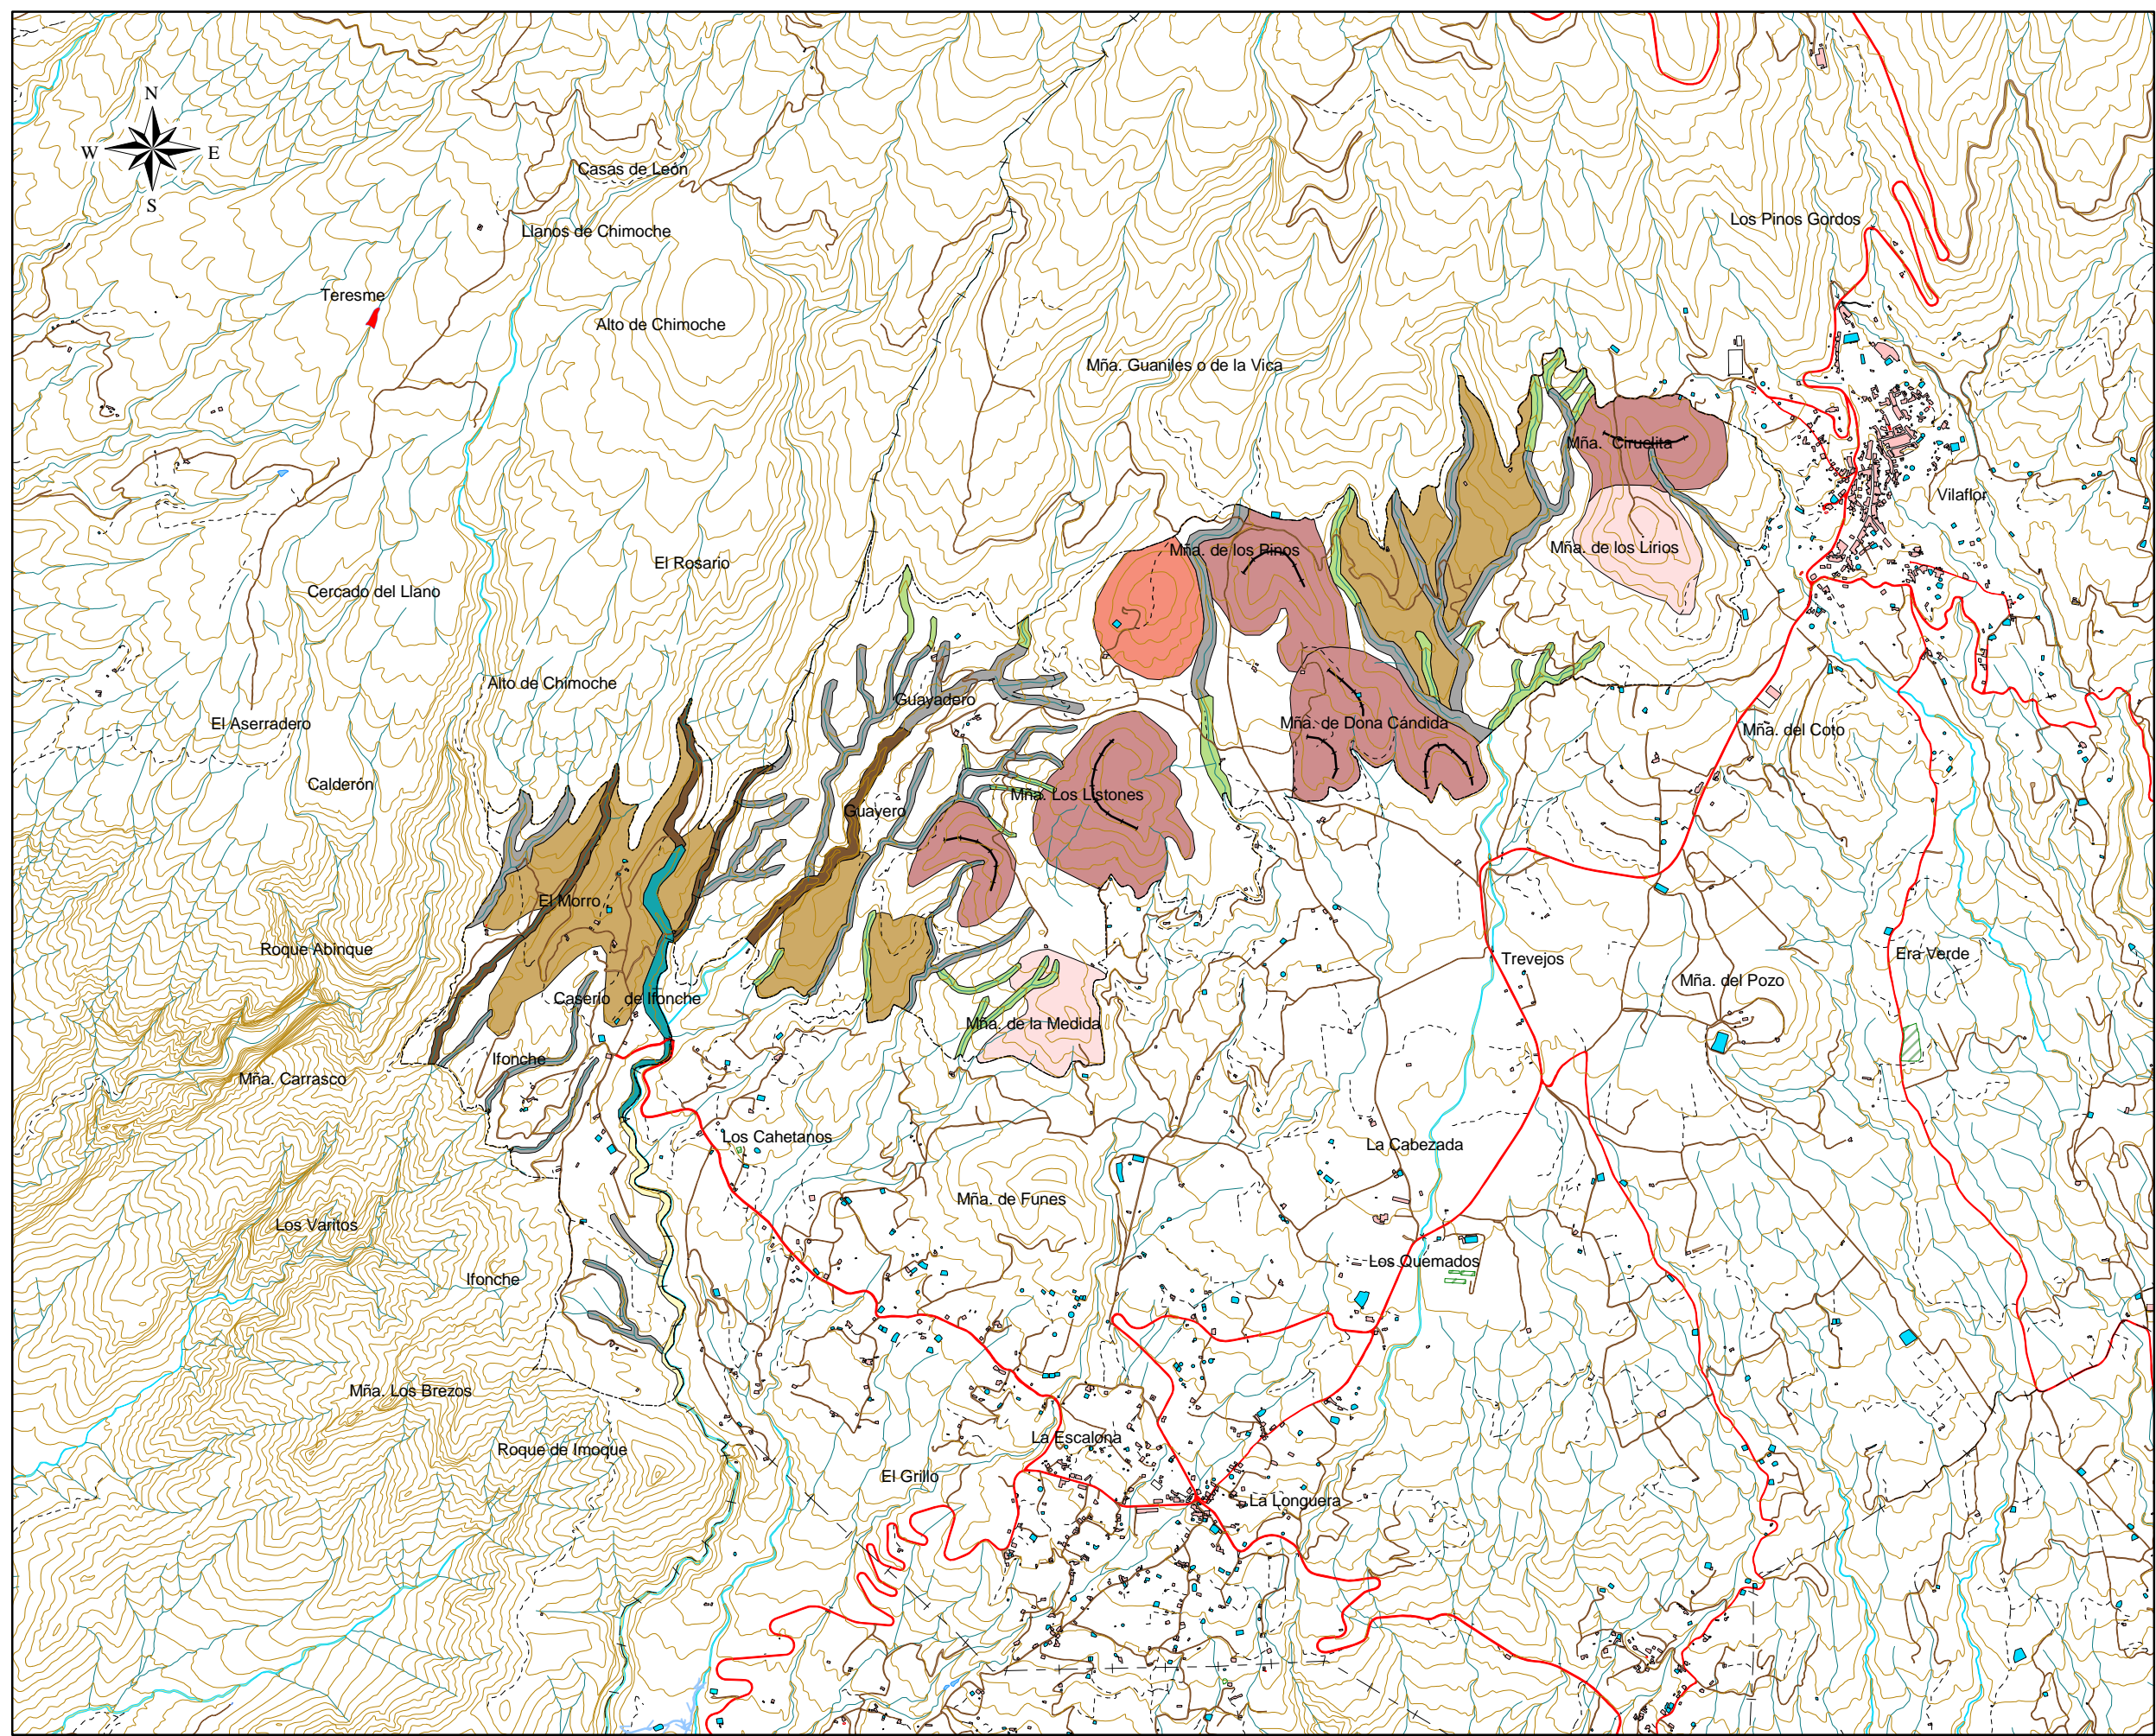 N
W E
S
Casas de León
Llanos de Chimoche
Los Pinos Gordos
Teresme
Alto de Chimoche
Mña. Guaniles o de la Vica
Mña. Ciruelita
Vilaflor
Mña. de los Pinos
Mña. de los Lirios
El Rosario
Cercado del Llano
Alto de Chimoche
Guayadero
El Aserradero
Mña. de Dona Cándida
Mña. del Coto
Calderón
Mña. Los Listones
Guayero
El Morro
Roque Abinque
Era Verde
Trevejos
Mña. del Pozo
Caserio de Ifonche
Mña. de la Medida
Ifonche
Mña. Carrasco
Los Cahetanos
La Cabezada
Mña. de Funes
Los Varitos
Los Quemados
Ifonche
Mña. Los Brezos
La Escalona
Roque de Imoque
El Grillo
La Longuera